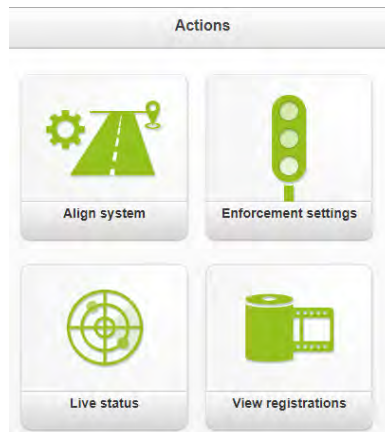 Actions
Align system
Enforcement settings
Live status
View registrations